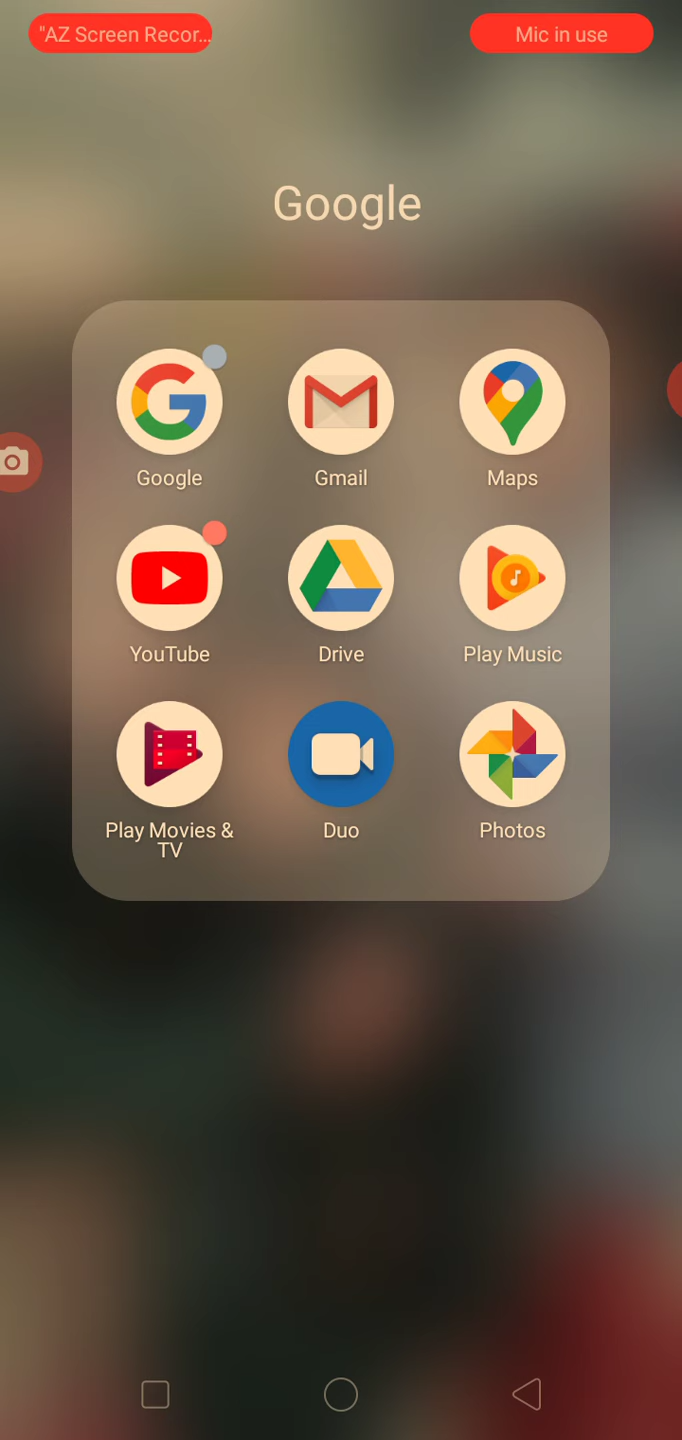 "AZ Screen Recor...
Mic in use
Google
Google
Gmail
Maps
YouTube
Drive
Play Music
Play Movies &
TV
Duo
Photos